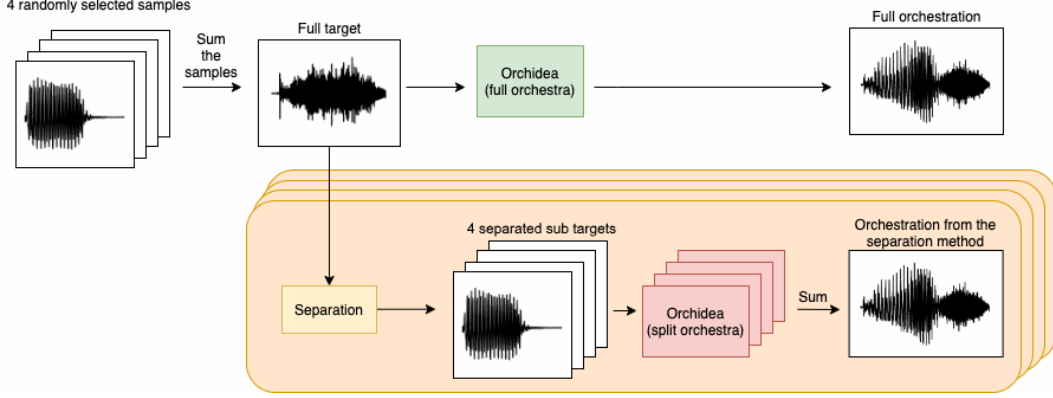 4 randomly selected samples
Sum
the
samples
Full target
Orchidea
(full orchestra)
Full orchestration
Separation
4 separated sub targets
Orchidea
(split orchestra)
Sum
Orchestration from the
separation method